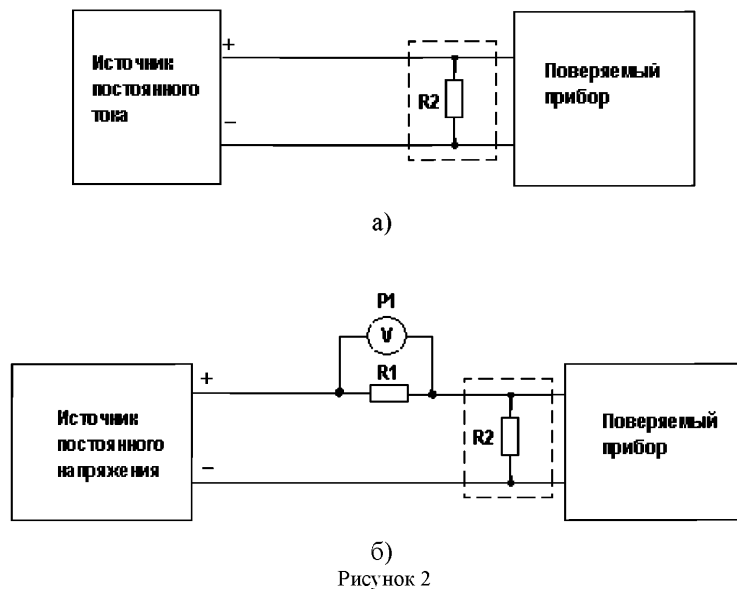 Источник
постоянного
тока
+
−
R2
Поверяемый
прибор
а)
P1
V
R1
Источник
постоянного
напряжения
+
−
R2
Поверяемый
прибор
б)
Рисунок 2